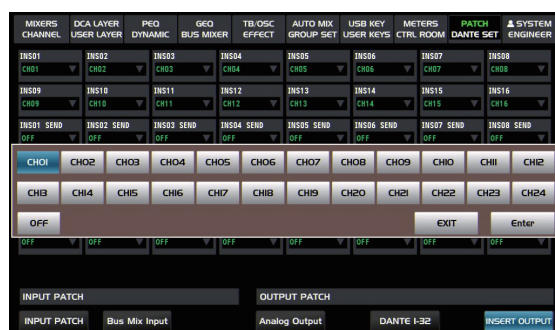 MIXERS DCA LAYER PEQ GEQ TB/OSC AUTO MIX USB KEY METERS PATCH SYSTEM
CHANNEL USER LAYER DYNAMIC BUS MIXER EFFECT GROUP SET USER KEYS CTRL ROOM DANTE SET ENGINEER
INS01 INS02 INS03 INS04 INS05 INS06 INS07 INS08
CH01 CH02 CH03 CH04 CH05 CH06 CH07 CH08
INS09 INS10 INS11 INS12 INS13 INS14 INS15 INS16
CH09 CH10 CH11 CH12 CH13 CH14 CH15 CH16
INS01 SEND INS02 SEND INS03 SEND INS04 SEND INS05 SEND INS06 SEND INS07 SEND INS08 SEND
OFF OFF OFF OFF OFF OFF OFF OFF
CH01 CH02 CH03 CH04 CH05 CH06 CH07 CH08 CH09 CH10 CH11 CH12
CH13 CH14 CH15 CH16 CH17 CH18 CH19 CH20 CH21 CH22 CH23 CH24
OFF EXIT Enter
OFF OFF OFF OFF OFF OFF OFF OFF
INPUT PATCH OUTPUT PATCH
INPUT PATCH Bus Mix Input Analog Output DANTE 1-32 INSERT OUTPUT